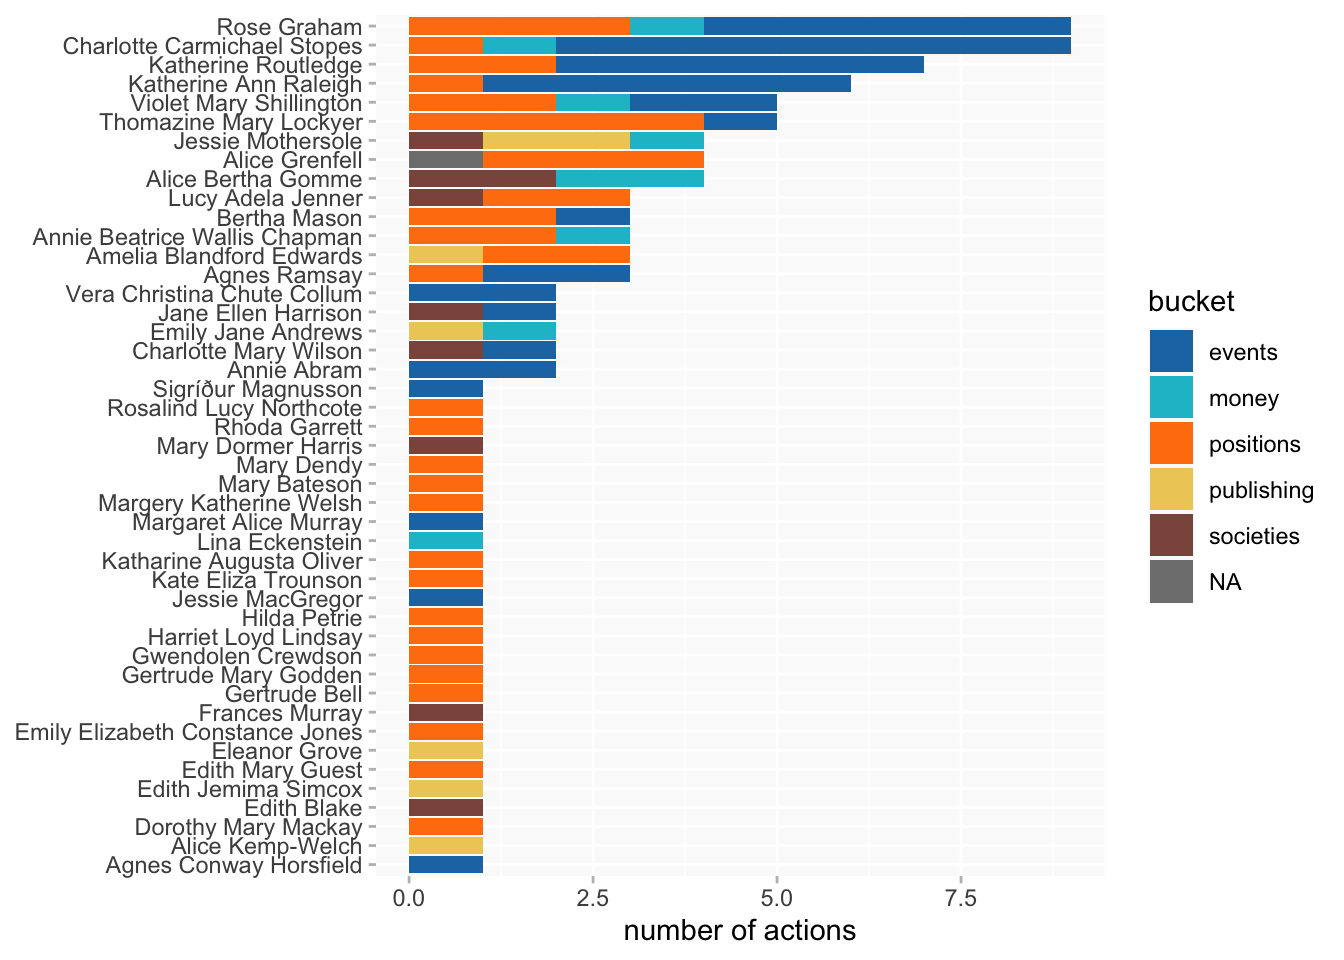 Rose Graham
Charlotte Carmichael Stopes
Katherine Routledge
Katherine Ann Raleigh
Violet Mary Shillington
Thomazine Mary Lockyer
Jessie Mothersole
Alice Grenfell
Alice Bertha Gomme
Lucy Adela Jenner
Bertha Mason
Annie Beatrice Wallis Chapman
Amelia Blandford Edwards
Agnes Ramsay
Vera Christina Chute Collum
Jane Ellen Harrison
Emily Jane Andrews
Charlotte Mary Wilson
Annie Abram
Sigríður Magnusson
Rosalind Lucy Northcote
Rhoda Garrett
Mary Dormer Harris
Mary Dendy
Mary Bateson
Margery Katherine Welsh
Margaret Alice Murray
Lina Eckenstein
Katharine Augusta Oliver
Kate Eliza Trounson
Jessie MacGregor
Hilda Petrie
Harriet Loyd Lindsay
Gwendolen Crewdson
Gertrude Mary Godden
Gertrude Bell
Frances Murray
Emily Elizabeth Constance Jones
Eleanor Grove
Edith Mary Guest
Edith Jemima Simcox
Edith Blake
Dorothy Mary Mackay
Alice Kemp-Welch
Agnes Conway Horsfield
0.0 2.5 5.0 7.5
number of actions
bucket
events
money
positions
publishing
societies
NA